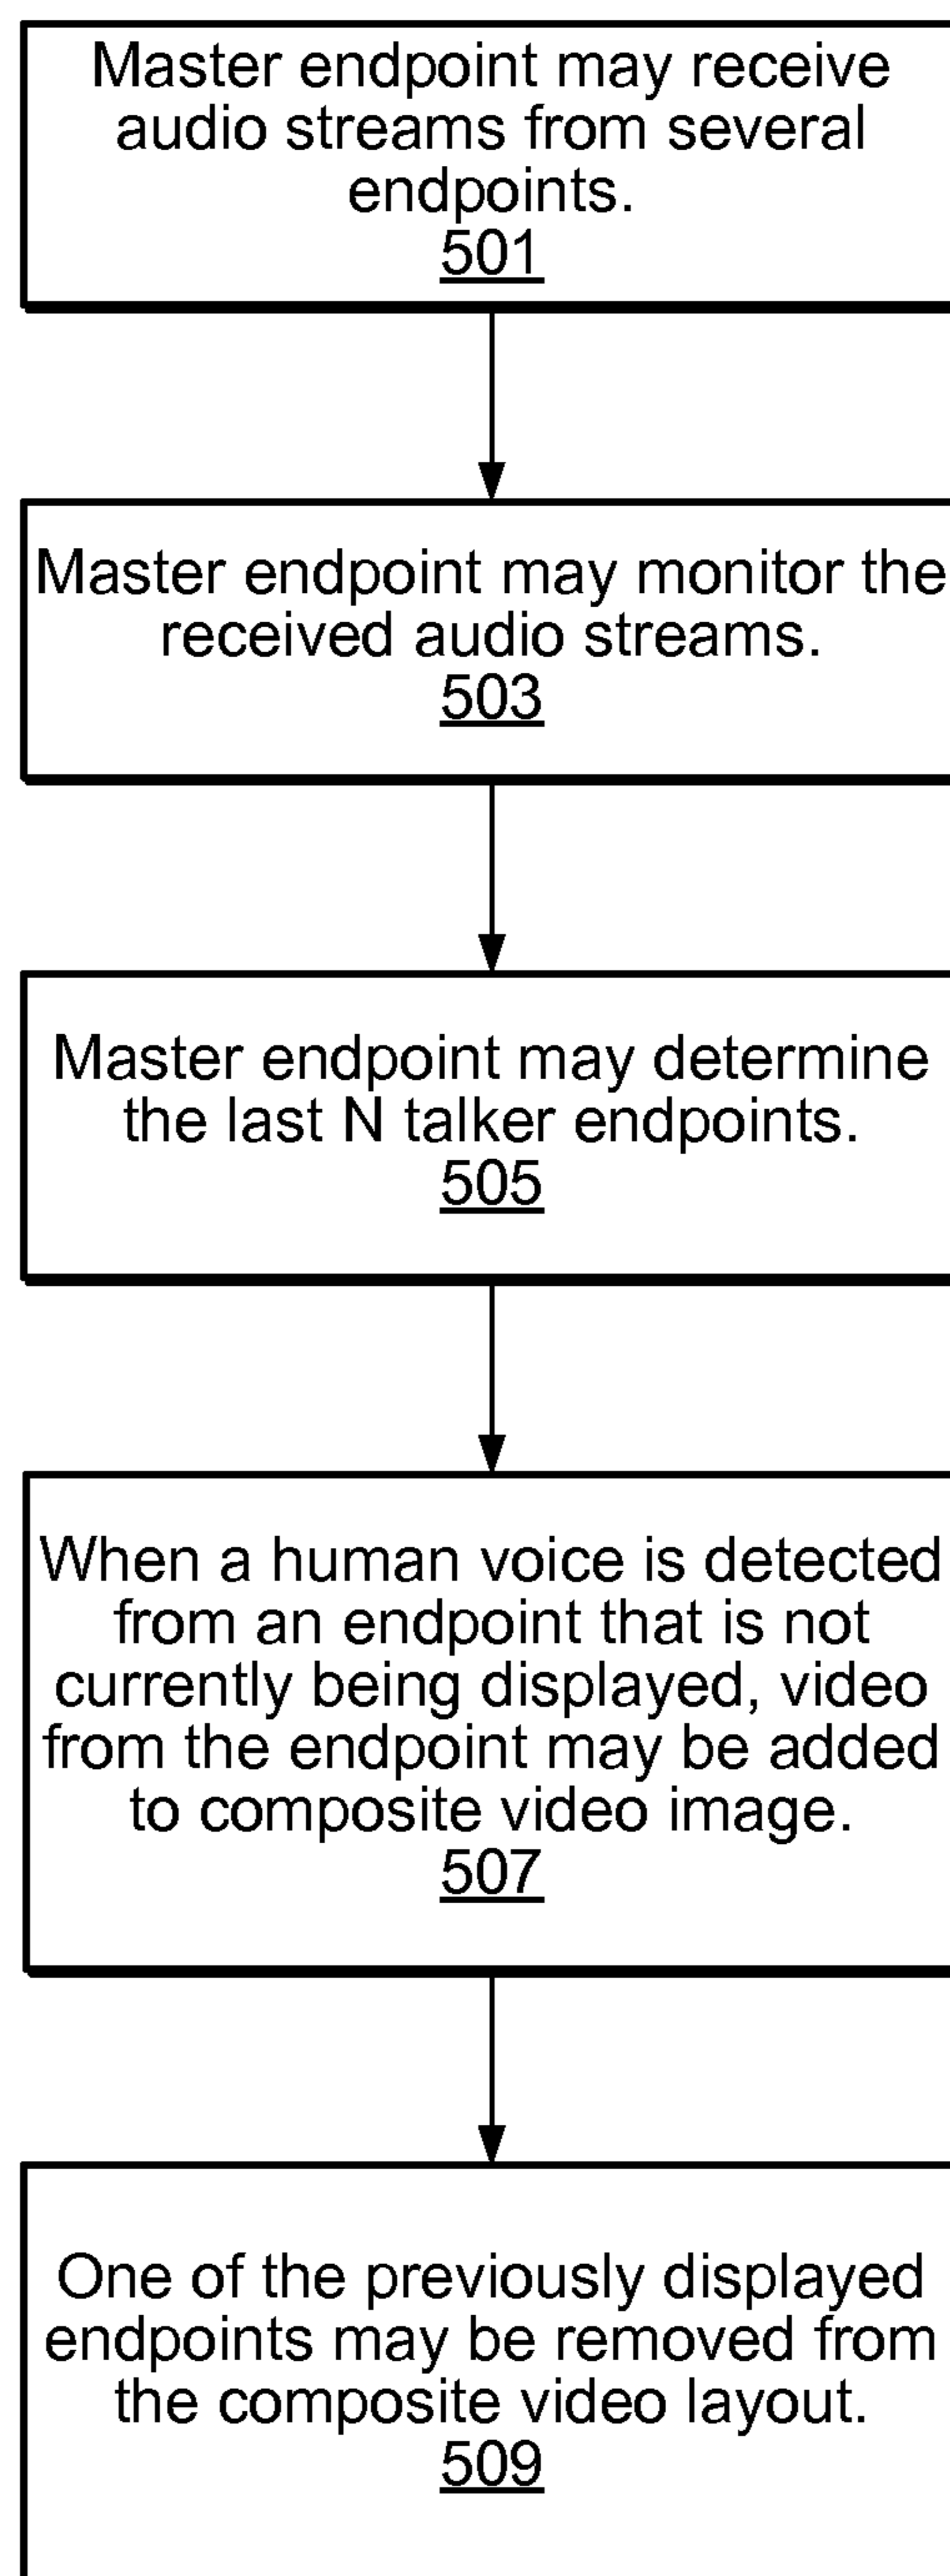 Master endpoint may receive
audio streams from several
endpoints.
501
Master endpoint may monitor the
received audio streams.
503
Master endpoint may determine
the last N talker endpoints.
505
When a human voice is detected
from an endpoint that is not
currently being displayed, video
from the endpoint may be added
to composite video image.
507
One of the previously displayed
endpoints may be removed from
the composite video layout.
509